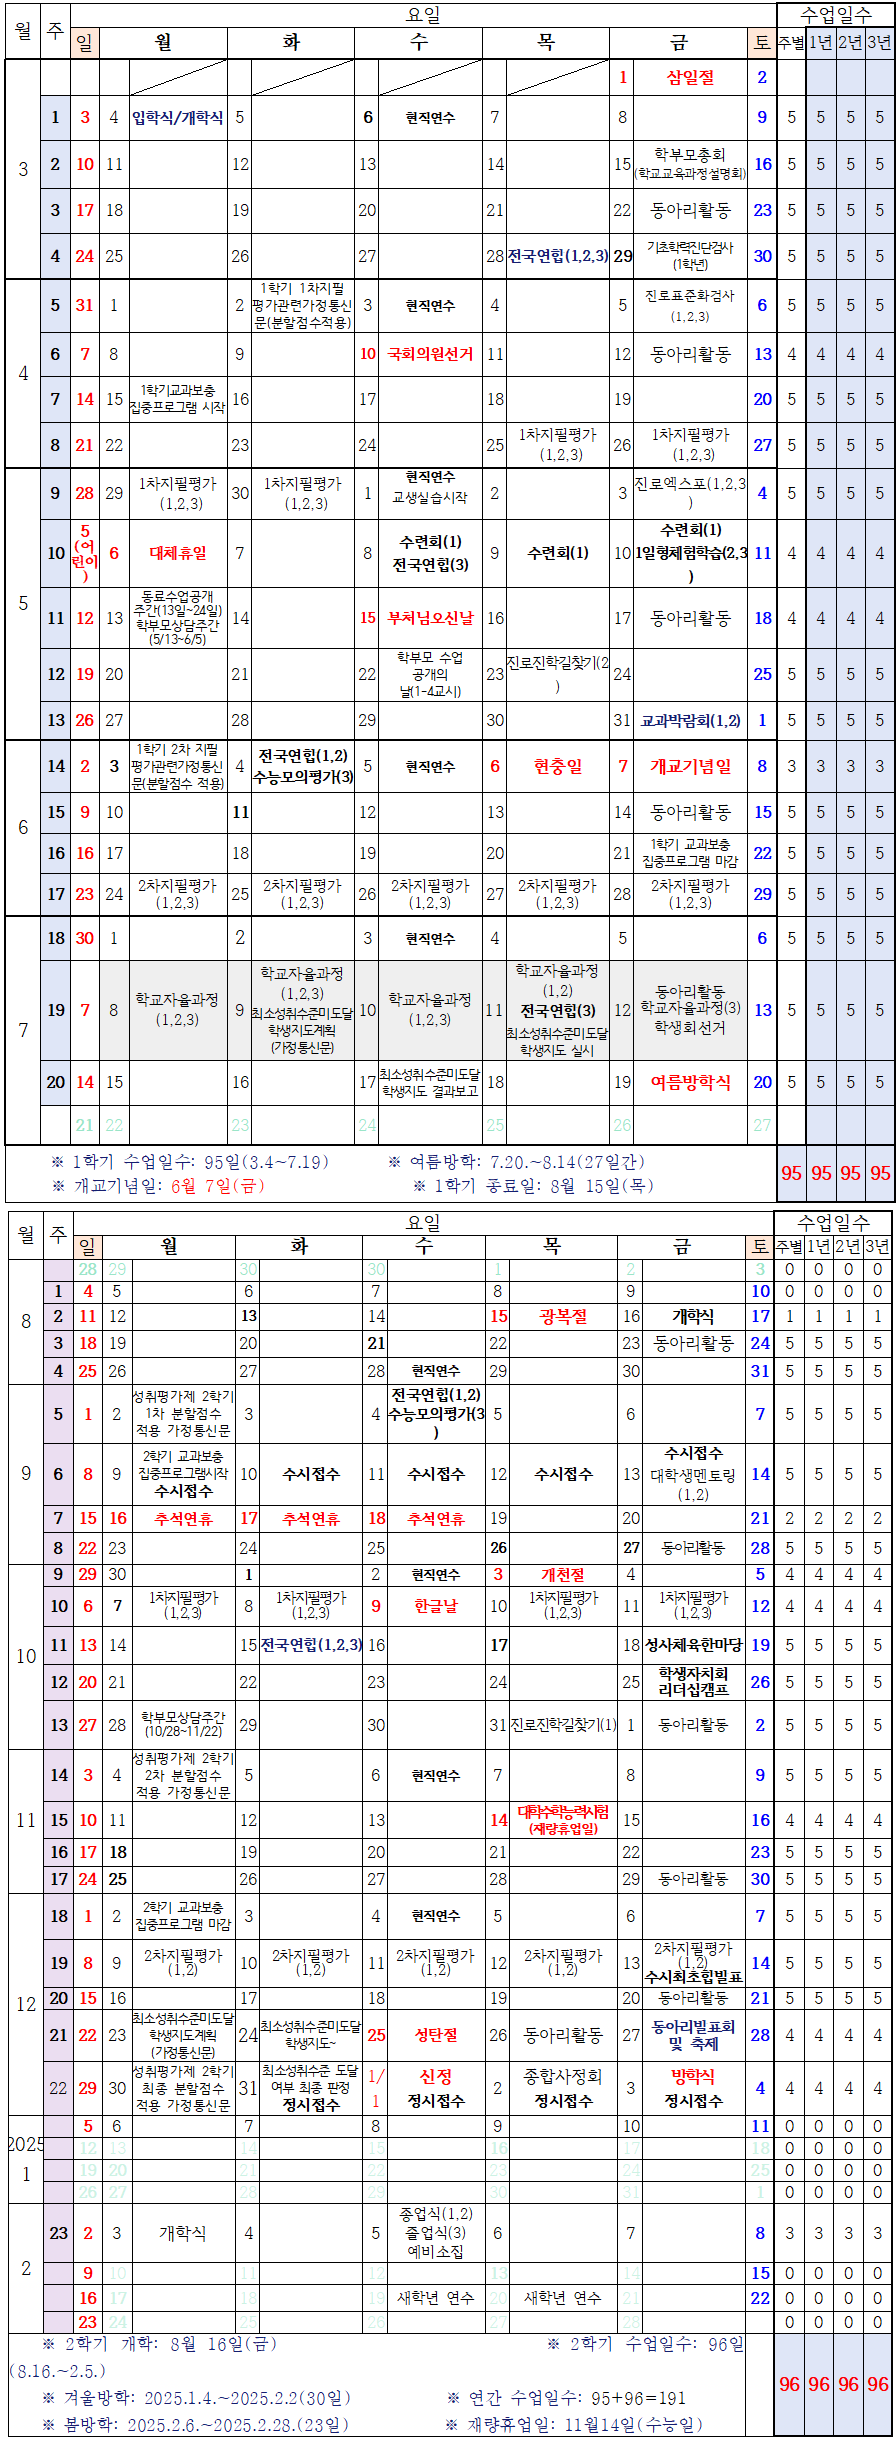 월 주 요일 수업일수
일 월 화 수 목 금 토 주별 1년 2년 3년
3
1 삼일절 2
1 3 4 입학식/개학식 5 6 현직연수 7 8 9 5 5 5 5
2 10 11 12 13 14 15 학부모총회 16 5 5 5 5
(학교교육과정설명회)
3 17 18 19 20 21 22 동아리활동 23 5 5 5 5
4 24 25 26 27 28 전국연합(1,2,3) 29 기초학력진단검사 30 5 5 5 5
(1학년)
4
5 31 1 2 1학기 1차지필 3 현직연수 4 5 진로표준화검사 6 5 5 5 5
평가관련가정통신 (1,2,3)
문(분할점수적용)
6 7 8 9 10 국회의원선거 11 12 동아리활동 13 4 4 4 4
7 14 15 1학기교과보충 16 17 18 19 20 5 5 5 5
집중프로그램 시작
8 21 22 23 24 25 1차지필평가 26 1차지필평가 27 5 5 5 5
(1,2,3) (1,2,3)
5
9 28 29 1차지필평가 30 1차지필평가 1 현직연수 2 3 진로엑스포(1,2,3 4 5 5 5 5
(1,2,3) (1,2,3) 교생실습시작 )
10 5 6 대체휴일 7 8 수련회(1) 9 수련회(1) 10 수련회(1) 11 4 4 4 4
(어 전국연합(3) 1일형체험학습(2,3
린이 )
)
11 12 13 동료수업공개 14 15 부처님오신날 16 17 동아리활동 18 4 4 4 4
주간(13일~24일)
학부모상담주간
(5/13~6/5)
12 19 20 21 22 학부모 수업 23 진로진학길찾기(2 24 25 5 5 5 5
공개의 )
날(1-4교시)
13 26 27 28 29 30 31 교과박람회(1,2) 1 5 5 5 5
6
14 2 3 1학기 2차 지필 4 전국연합(1,2) 5 현직연수 6 현충일 7 개교기념일 8 3 3 3 3
평가관련가정통신 수능모의평가(3)
문(분할점수 적용)
15 9 10 11 12 13 14 동아리활동 15 5 5 5 5
16 16 17 18 19 20 21 1학기 교과보충 22 5 5 5 5
집중프로그램 마감
17 23 24 2차지필평가 25 2차지필평가 26 2차지필평가 27 2차지필평가 28 2차지필평가 29 5 5 5 5
(1,2,3) (1,2,3) (1,2,3) (1,2,3) (1,2,3)
7
18 30 1 2 3 현직연수 4 5 6 5 5 5 5
19 7 8 학교자율과정 9 학교자율과정 10 학교자율과정 11 학교자율과정 12 동아리활동 13 5 5 5 5
(1,2,3) (1,2,3) (1,2,3) (1,2) 학교자율과정(3)
최소성취수준미도달 전국연합(3) 학생회선거
학생지도계획 최소성취수준미도달
(가정통신문) 학생지도 실시
20 14 15 16 17 최소성취수준미도달 18 19 여름방학식 20 5 5 5 5
학생지도 결과보고
21 22 23 24 25 26 27
※ 1학기 수업일수: 95일(3.4~7.19) ※ 여름방학: 7.20.~8.14(27일간) 95 95 95 95
※ 개교기념일: 6월 7일(금) ※ 1학기 종료일: 8월 15일(목)
월 주 요일 수업일수
일 월 화 수 목 금 토 주별 1년 2년 3년
8
28 29 30 30 1 2 3 0 0 0 0
1 4 5 6 7 8 9 10 0 0 0 0
2 11 12 13 14 15 광복절 16 개학식 17 1 1 1 1
3 18 19 20 21 22 23 동아리활동 24 5 5 5 5
4 25 26 27 28 현직연수 29 30 31 5 5 5 5
9
5 1 2 성취평가제 2학기 3 4 전국연합(1,2) 5 6 7 5 5 5 5
1차 분할점수 수능모의평가(3
적용 가정통신문 )
6 8 9 2학기 교과보충 10 수시접수 11 수시접수 12 수시접수 13 수시접수 14 5 5 5 5
집중프로그램시작 대학생멘토링
수시접수 (1,2)
7 15 16 추석연휴 17 추석연휴 18 추석연휴 19 20 21 2 2 2 2
8 22 23 24 25 26 27 동아리활동 28 5 5 5 5
10
9 29 30 1 2 현직연수 3 개천절 4 5 4 4 4 4
10 6 7 1차지필평가 8 1차지필평가 9 한글날 10 1차지필평가 11 1차지필평가 12 4 4 4 4
(1,2,3) (1,2,3) (1,2,3) (1,2,3)
11 13 14 15 전국연합(1,2,3) 16 17 18 성사체육한마당 19 5 5 5 5
12 20 21 22 23 24 25 학생자치회 26 5 5 5 5
리더십캠프
13 27 28 학부모상담주간 29 30 31 진로진학길찾기(1) 1 동아리활동 2 5 5 5 5
(10/28~11/22)
11
14 3 4 성취평가제 2학기 5 6 현직연수 7 8 9 5 5 5 5
2차 분할점수
적용 가정통신문
15 10 11 12 13 14 대학수학능력시험 15 16 4 4 4 4
(재량휴업일)
16 17 18 19 20 21 22 23 5 5 5 5
17 24 25 26 27 28 29 동아리활동 30 5 5 5 5
12
18 1 2 2학기 교과보충 3 4 현직연수 5 6 7 5 5 5 5
집중프로그램 마감
19 8 9 2차지필평가 10 2차지필평가 11 2차지필평가 12 2차지필평가 13 2차지필평가 14 5 5 5 5
(1,2) (1,2) (1,2) (1,2) (1,2)
수시최초합발표
20 15 16 17 18 19 20 동아리활동 21 5 5 5 5
21 22 23 최소성취수준미도달 24 최소성취수준미도달 25 성탄절 26 동아리활동 27 동아리발표회 28 4 4 4 4
학생지도계획 학생지도~ 및 축제
(가정통신문)
22 29 30 성취평가제 2학기 31 최소성취수준 도달 1/ 신정 2 종합사정회 3 방학식 4 4 4 4 4
최종 분할점수 여부 최종 판정 1 정시접수 정시접수 정시접수
적용 가정통신문 정시접수
2025
1
5 6 7 8 9 10 11 0 0 0 0
12 13 14 15 16 17 18 0 0 0 0
19 20 21 22 23 24 25 0 0 0 0
26 27 28 29 30 31 1 0 0 0 0
2
23 2 3 개학식 4 5 종업식(1,2) 6 7 8 3 3 3 3
졸업식(3)
예비소집
9 10 11 12 13 14 15 0 0 0 0
16 17 18 19 새학년 연수 20 새학년 연수 21 22 0 0 0 0
23 24 25 26 27 28 0 0 0 0
※ 2학기 개학: 8월 16일(금) ※ 2학기 수업일수: 96일
(8.16.~2.5.) 96 96 96 96
※ 겨울방학: 2025.1.4.~2025.2.2(30일) ※ 연간 수업일수: 95+96=191
※ 봄방학: 2025.2.6.~2025.2.28.(23일) ※ 재량휴업일: 11월14일(수능일)